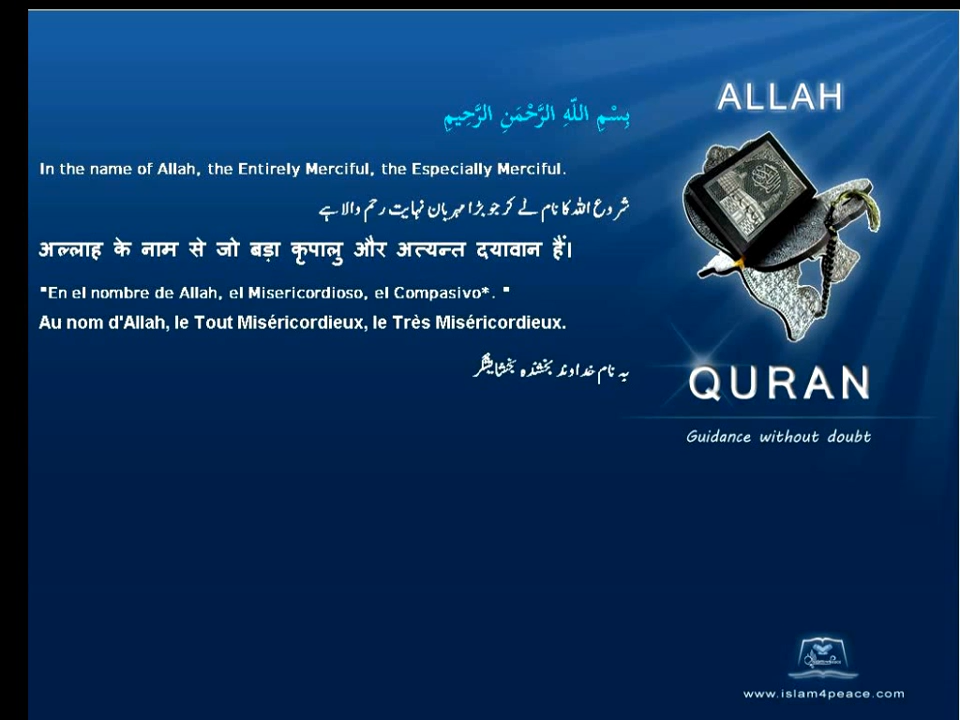 بِسْمِ اللّهِ الرَّحْمَنِ الرَّحِيمِ
In the name of Allah, the Entirely Merciful, the Especially Merciful.
شروع الله کا نام لے کر جو بڑا مہربان نہایت رحم والا ہے
अल्लाह के नाम से जो बड़ा कृपालु और अत्यन्त दयावान हैं।
"En el nombre de Allah, el Misericordioso, el Compasivo*. "
Au nom d'Allah, le Tout Miséricordieux, le Très Miséricordieux.
به نام خداوند بخشنده بخشایشگر
ALLAH
QURAN
Guidance without doubt
www.islam4peace.com